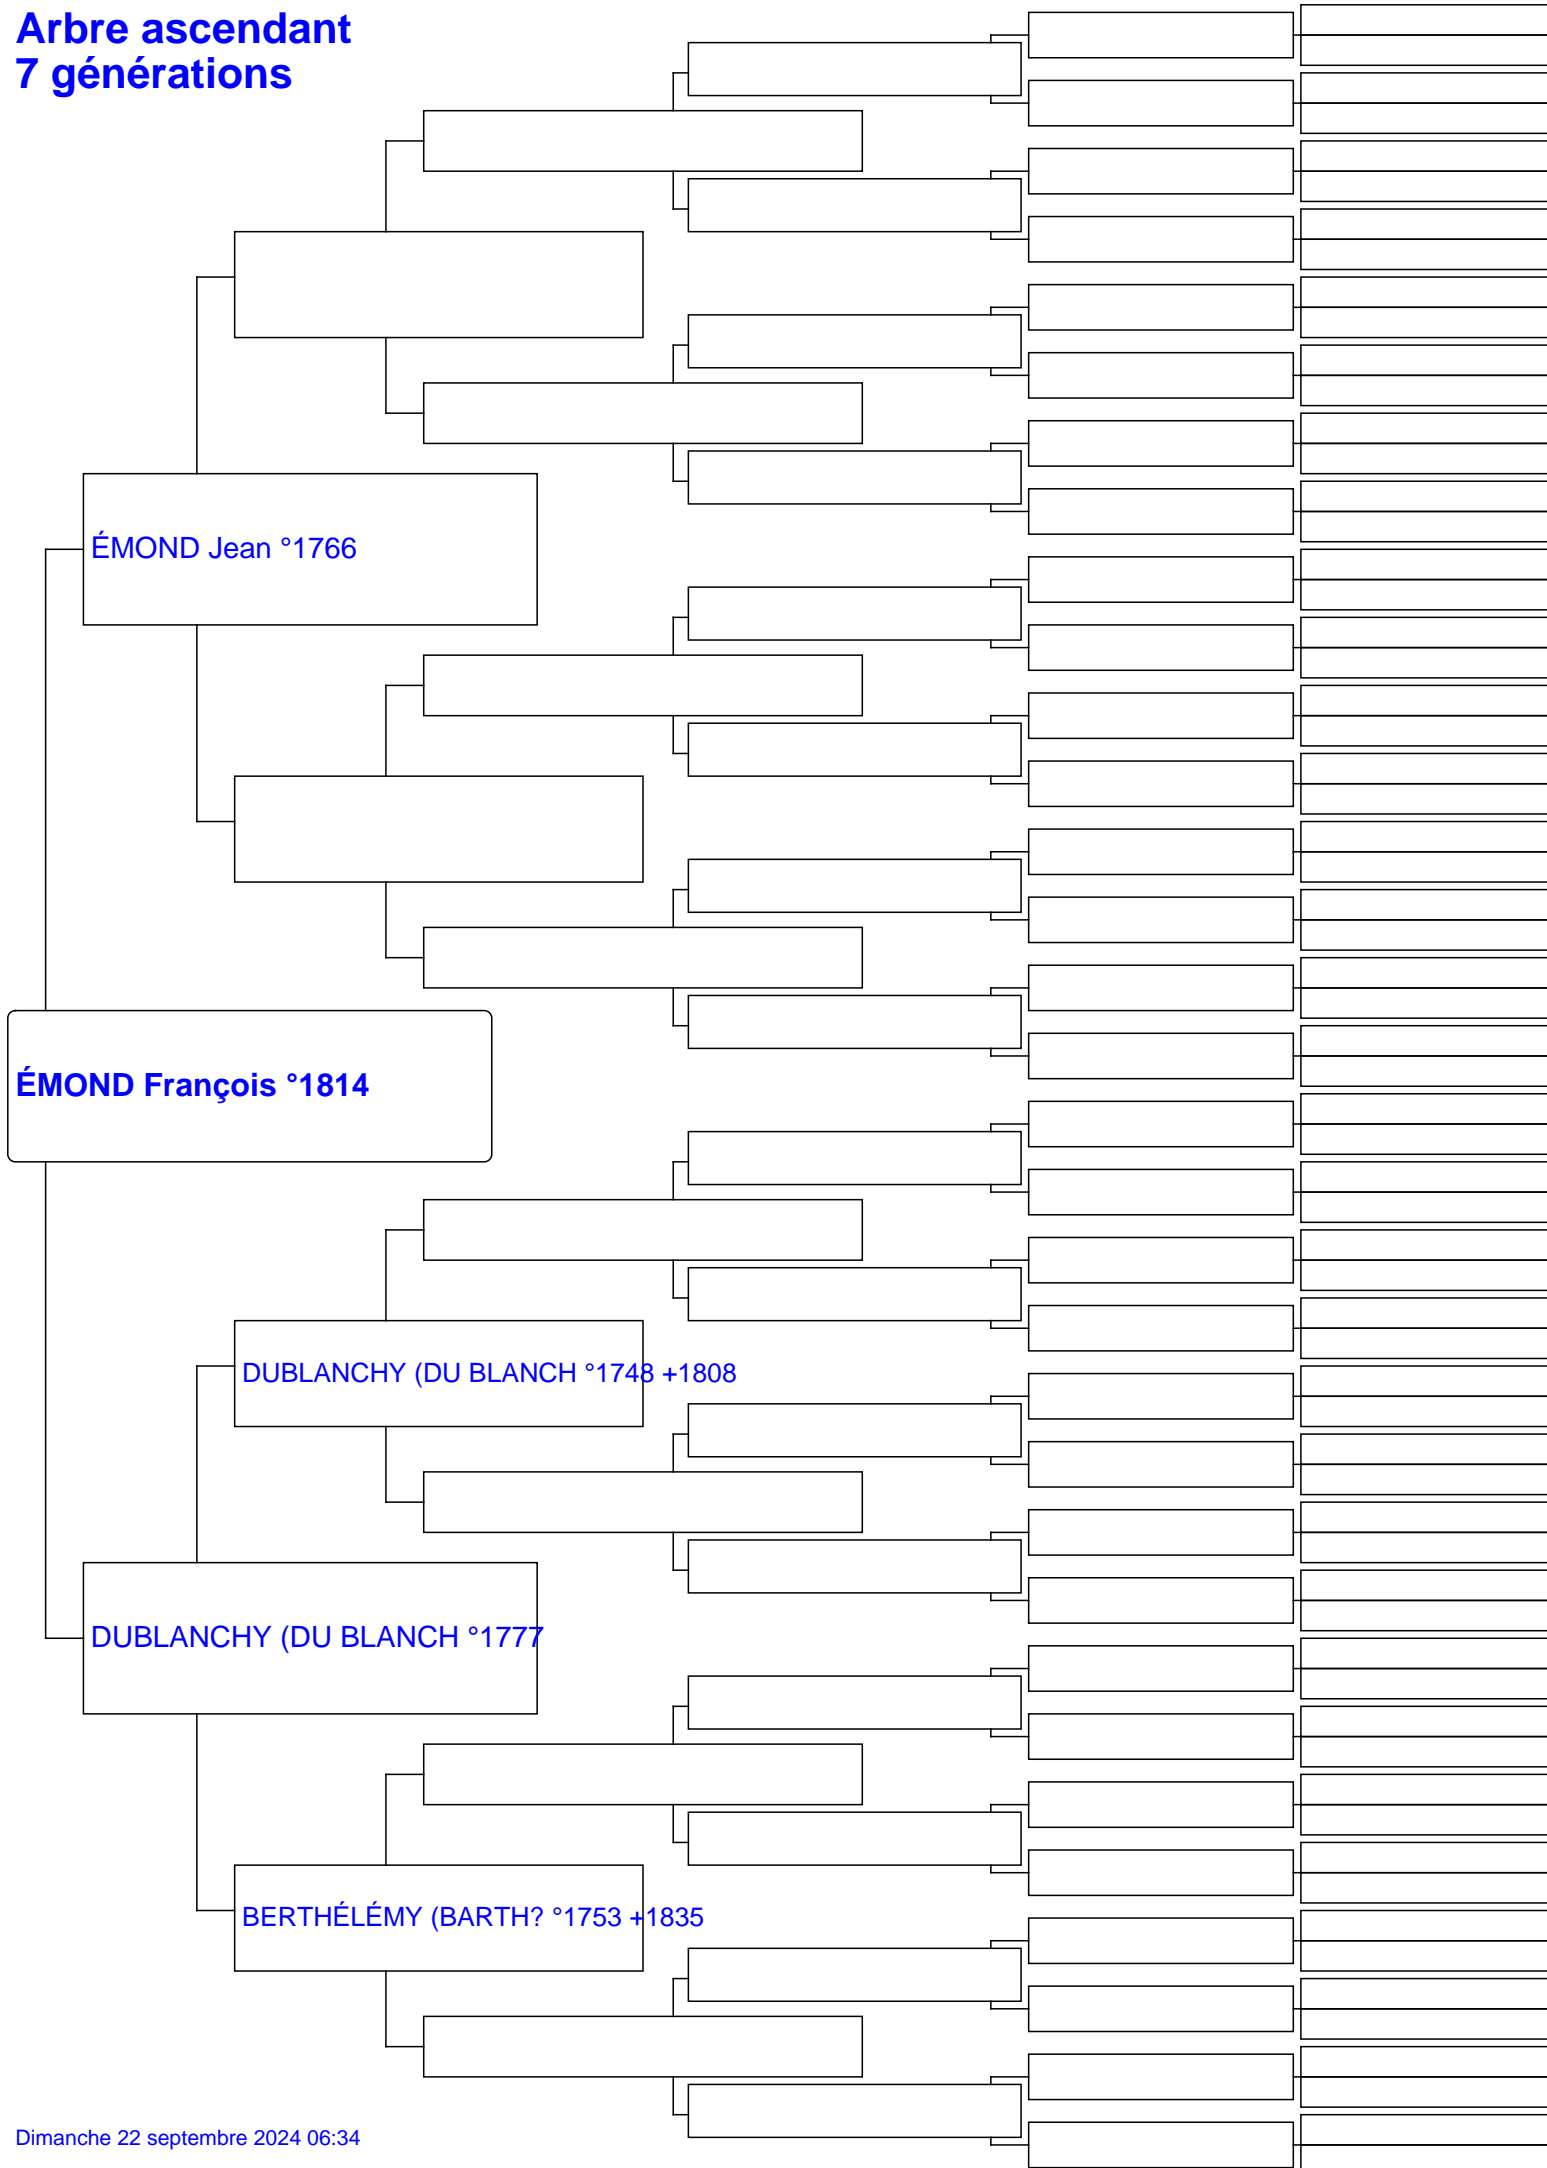 Arbre ascendant
7 générations
ÉMOND Jean °1766
ÉMOND François °1814
DUBLANCHY (DU BLANCH °1748 +1808
DUBLANCHY (DU BLANCH °1777
BERTHÉLÉMY (BARTH? °1753 +1835
Dimanche 22 septembre 2024 06:34